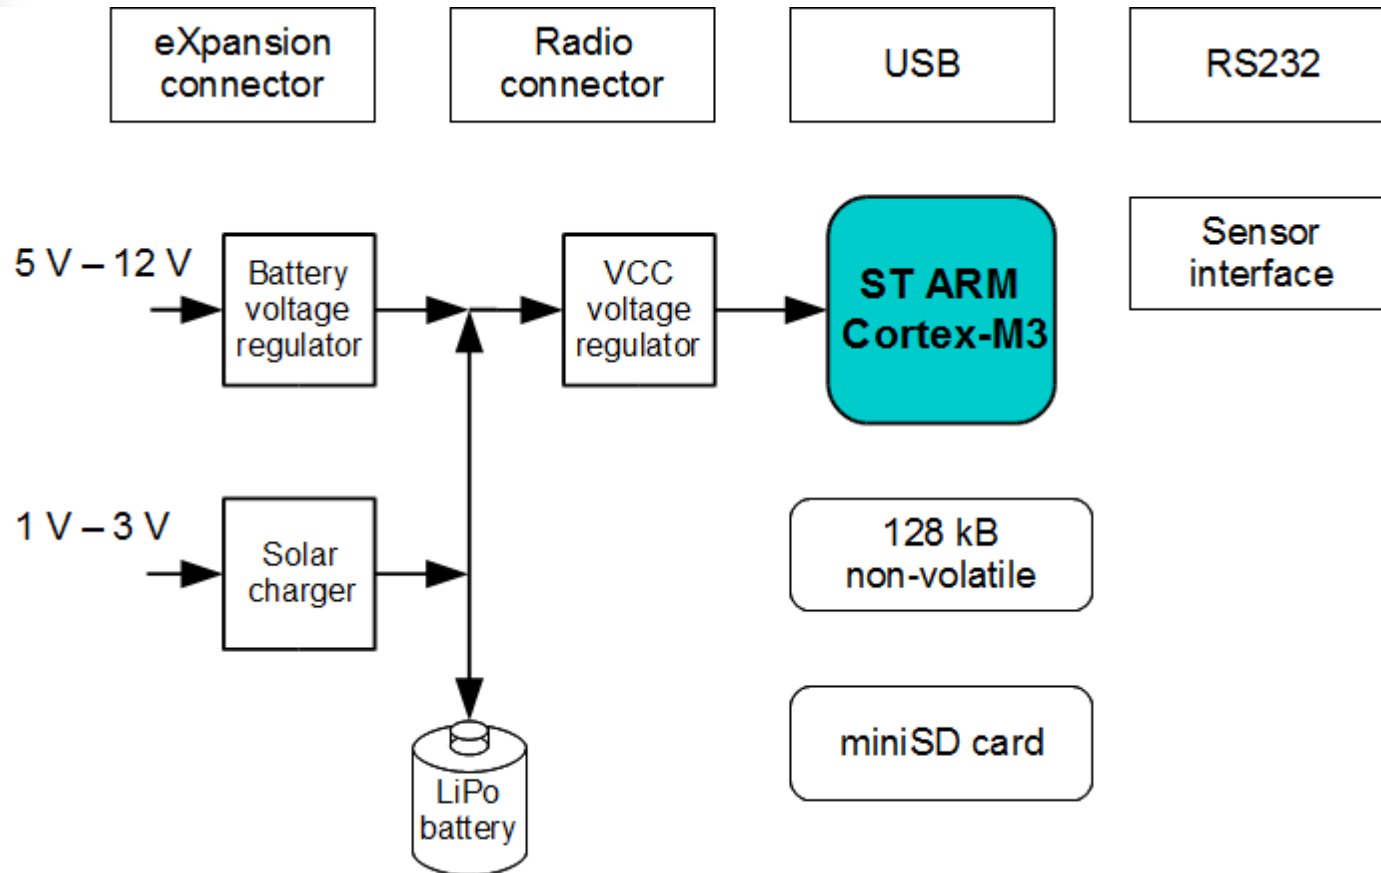 eXpansion
connector
Radio
connector
USB
RS232
5 V – 12 V
Battery
voltage
regulator
VCC
voltage
regulator
ST ARM
Cortex-M3
Sensor
interface
1 V – 3 V
Solar
charger
128 kB
non-volatile
miniSD card
LiPo
battery